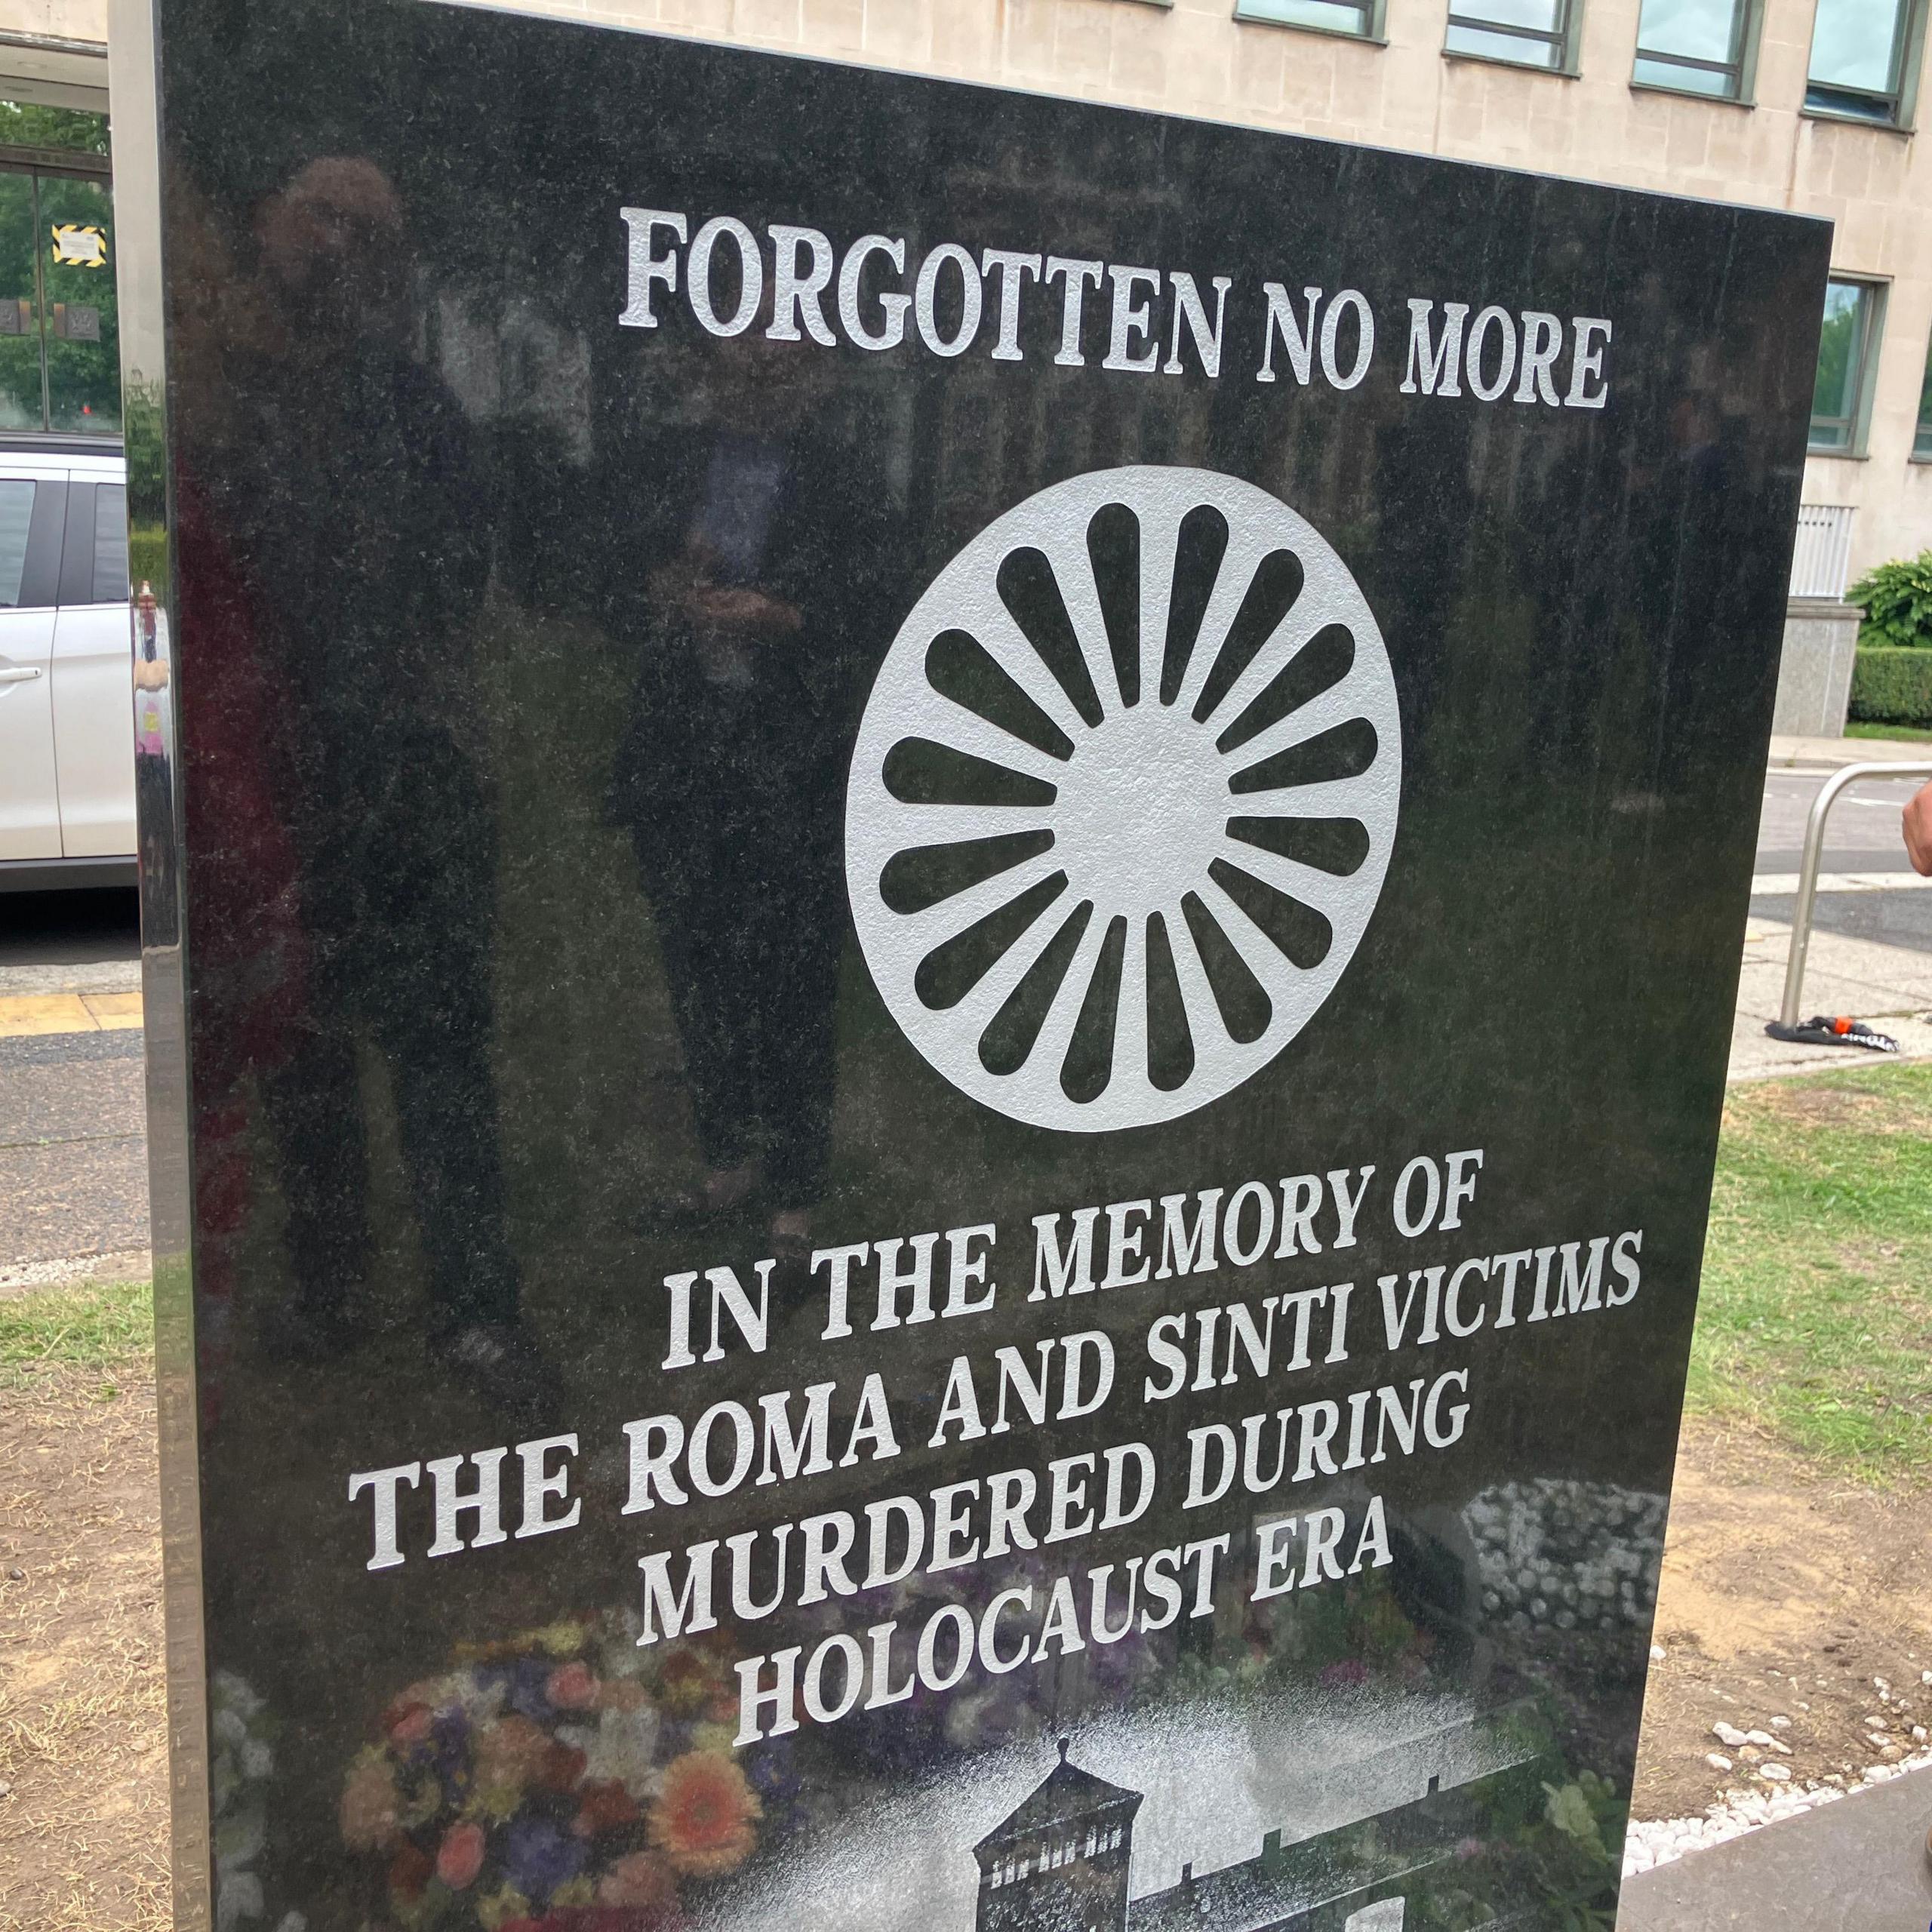 FORGOTTEN NO MORE
IN THE MEMORY OF
THE ROMA AND SINTI VICTIMS
MURDERED DURING
HOLOCAUST ERA